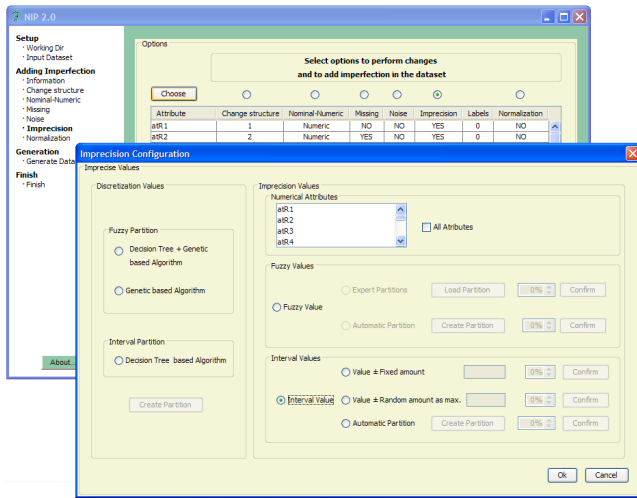 NIP 2.0
Setup
· Working Dir
· Input Dataset
Adding Imperfection
· Information
· Change structure
· Nominal-Numeric
· Missing
· Noise
· Imprecision
· Normalization
Generation
· Generate Data
Finish
· Finish
About...
Options
Select options to perform changes
and to add imperfection in the dataset
Choose
Attribute Change structure Nominal-Numeric Missing Noise Imprecision Labels Normalization
atR1 1 Numeric NO NO YES 0 NO
atR2 2 Numeric YES NO YES 0 NO
Imprecision Configuration
Imprecise Values
Discretization Values
Fuzzy Partition
Decision Tree + Genetic
based Algorithm
Genetic based Algorithm
Interval Partition
Decision Tree based Algorithm
Create Partition
Imprecision Values
Numerical Attributes
atR1
atR2
atR3
atR4
All Atributes
Fuzzy Values
Fuzzy Value
Expert Partitions Load Partition 0% Confirm
Automatic Partition Create Partition 0% Confirm
Interval Values
Interval Value
Value ± Fixed amount 0% Confirm
Value ± Random amount as max. 0% Confirm
Automatic Partition Create Partition 0% Confirm
Ok Cancel